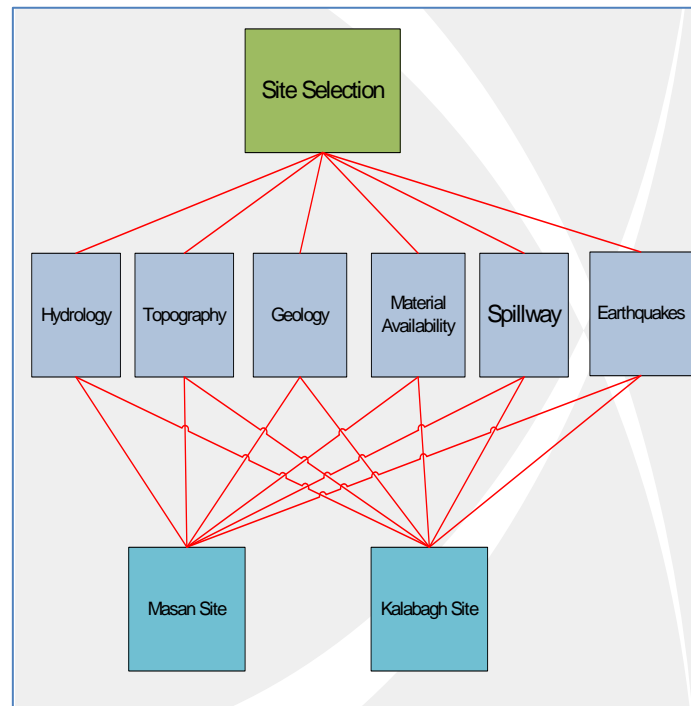 Site Selection
Hydrology
Topography
Geology
Material
Availability
Spillway
Earthquakes
Masan Site
Kalabagh Site